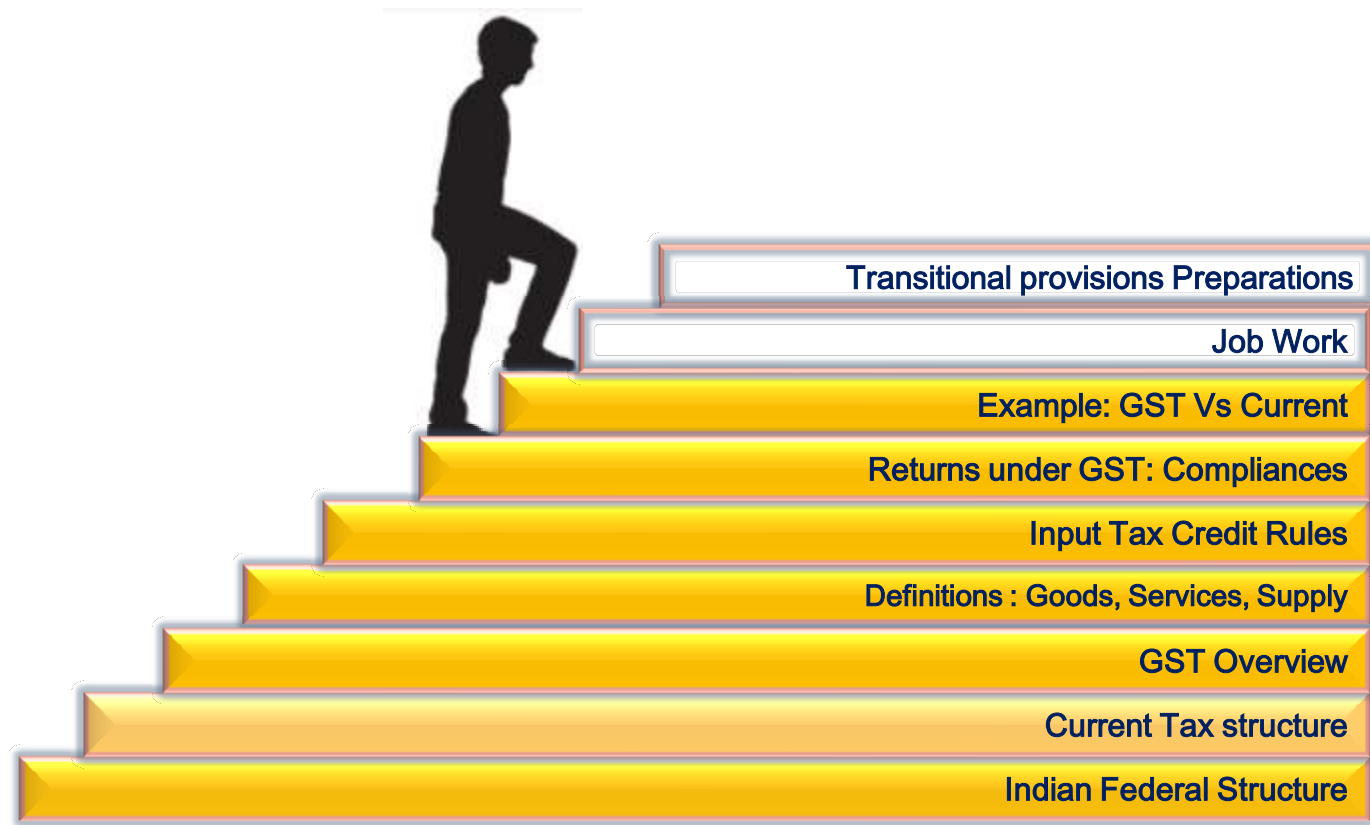 Transitional provisions Preparations
Job Work
Example: GST Vs Current
Returns under GST: Compliances
Input Tax Credit Rules
Definitions : Goods, Services, Supply
GST Overview
Current Tax structure
Indian Federal Structure